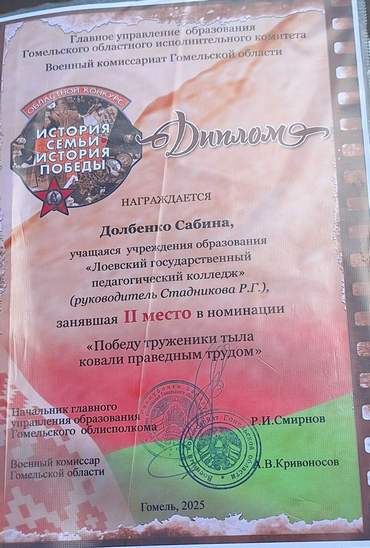 Главное управление образования
Гомельского областного исполнительного комитета
Военный комиссариат Гомельской области
ОБЛАСТНОЙ КОНКУРС
ИСТОРИЯ
СЕМЬИ
ИСТОРИЯ
ПОБЕДЫ
Диплом
НАГРАЖДАЕТСЯ
Долбенко Сабина,
учащаяся учреждения образования
«Лоевский государственный
педагогический колледж»
(руководитель Стадникова Р.Г.),
занявшая II место в номинации
«Победу труженики тыла
ковали праведным трудом»
Начальник главного
управления образования
Гомельского облисполкома
Р.И.Смирнов
Военный комиссар
Гомельской области
А.В.Кривоносов
Гомель, 2025